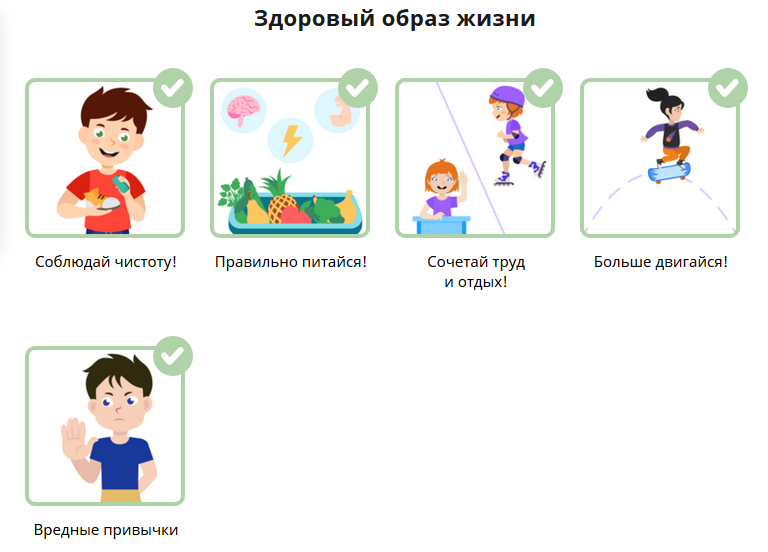 Здоровый образ жизни
Соблюдай чистоту!
Правильно питайся!
Сочетай труд
и отдых!
Больше двигайся!
Вредные привычки